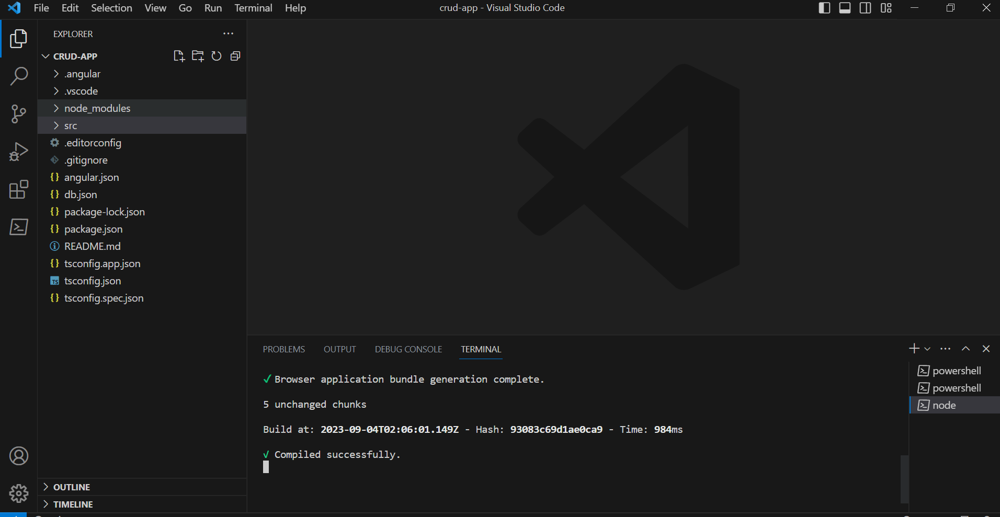 File Edit Selection View Go Run Terminal Help
crud-app - Visual Studio Code
EXPLORER
CRUD-APP
.angular
.vscode
node_modules
src
.editorconfig
.gitignore
angular.json
db.json
package-lock.json
package.json
README.md
tsconfig.app.json
TS tsconfig.json
tsconfig.spec.json
OUTLINE
TIMELINE
PROBLEMS OUTPUT DEBUG CONSOLE TERMINAL
✓ Browser application bundle generation complete.
5 unchanged chunks
Build at: 2023-09-04T02:06:01.149Z - Hash: 93083c69d1ae0ca9 - Time: 984ms
√ Compiled successfully.
powershell
powershell
node